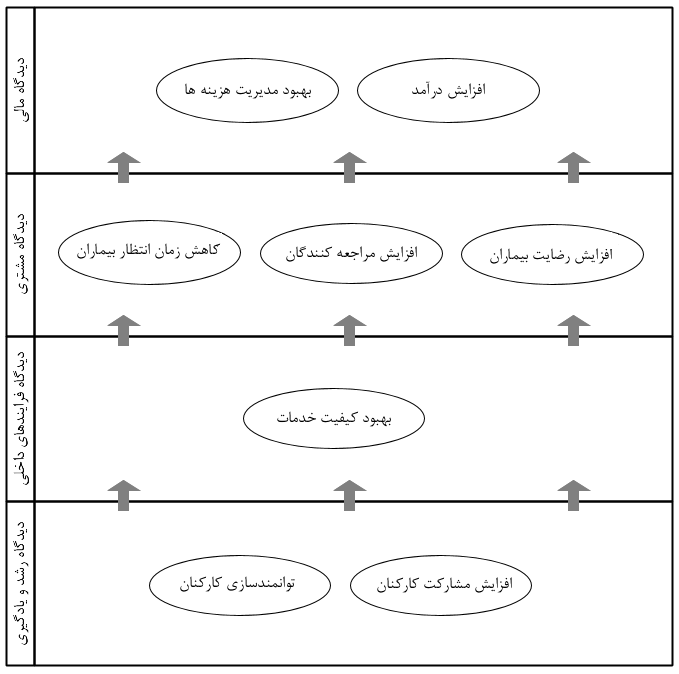 دیدگاه مالی
افزایش درآمد
بهبود مدیریت هزینه ها
دیدگاه مشتری
افزایش رضایت بیماران
افزایش مراجعه کنندگان
کاهش زمان انتظار بیماران
دیدگاه فرایندهای داخلی
بهبود کیفیت خدمات
دیدگاه رشد و یادگیری
افزایش مشارکت کارکنان
توانمندسازی کارکنان